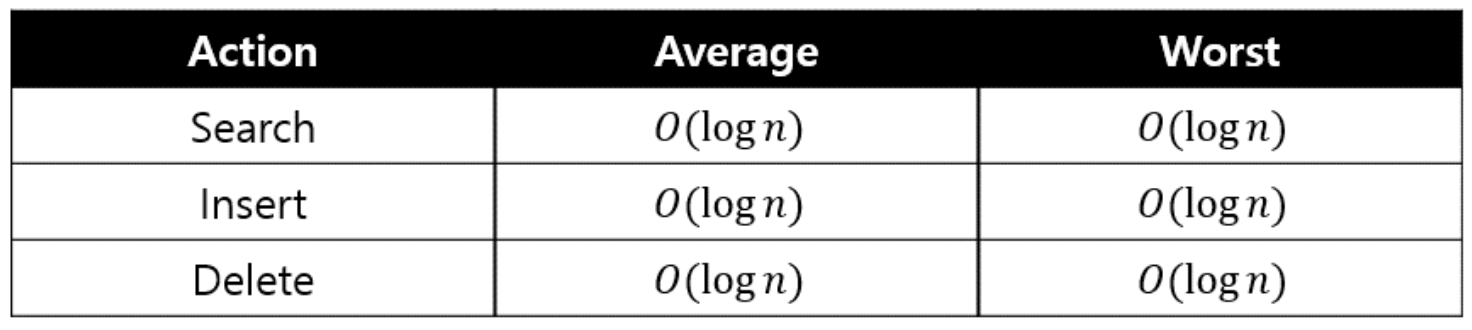 Action Average Worst
Search O(log n) O(log n)
Insert O(log n) O(log n)
Delete O(log n) O(log n)